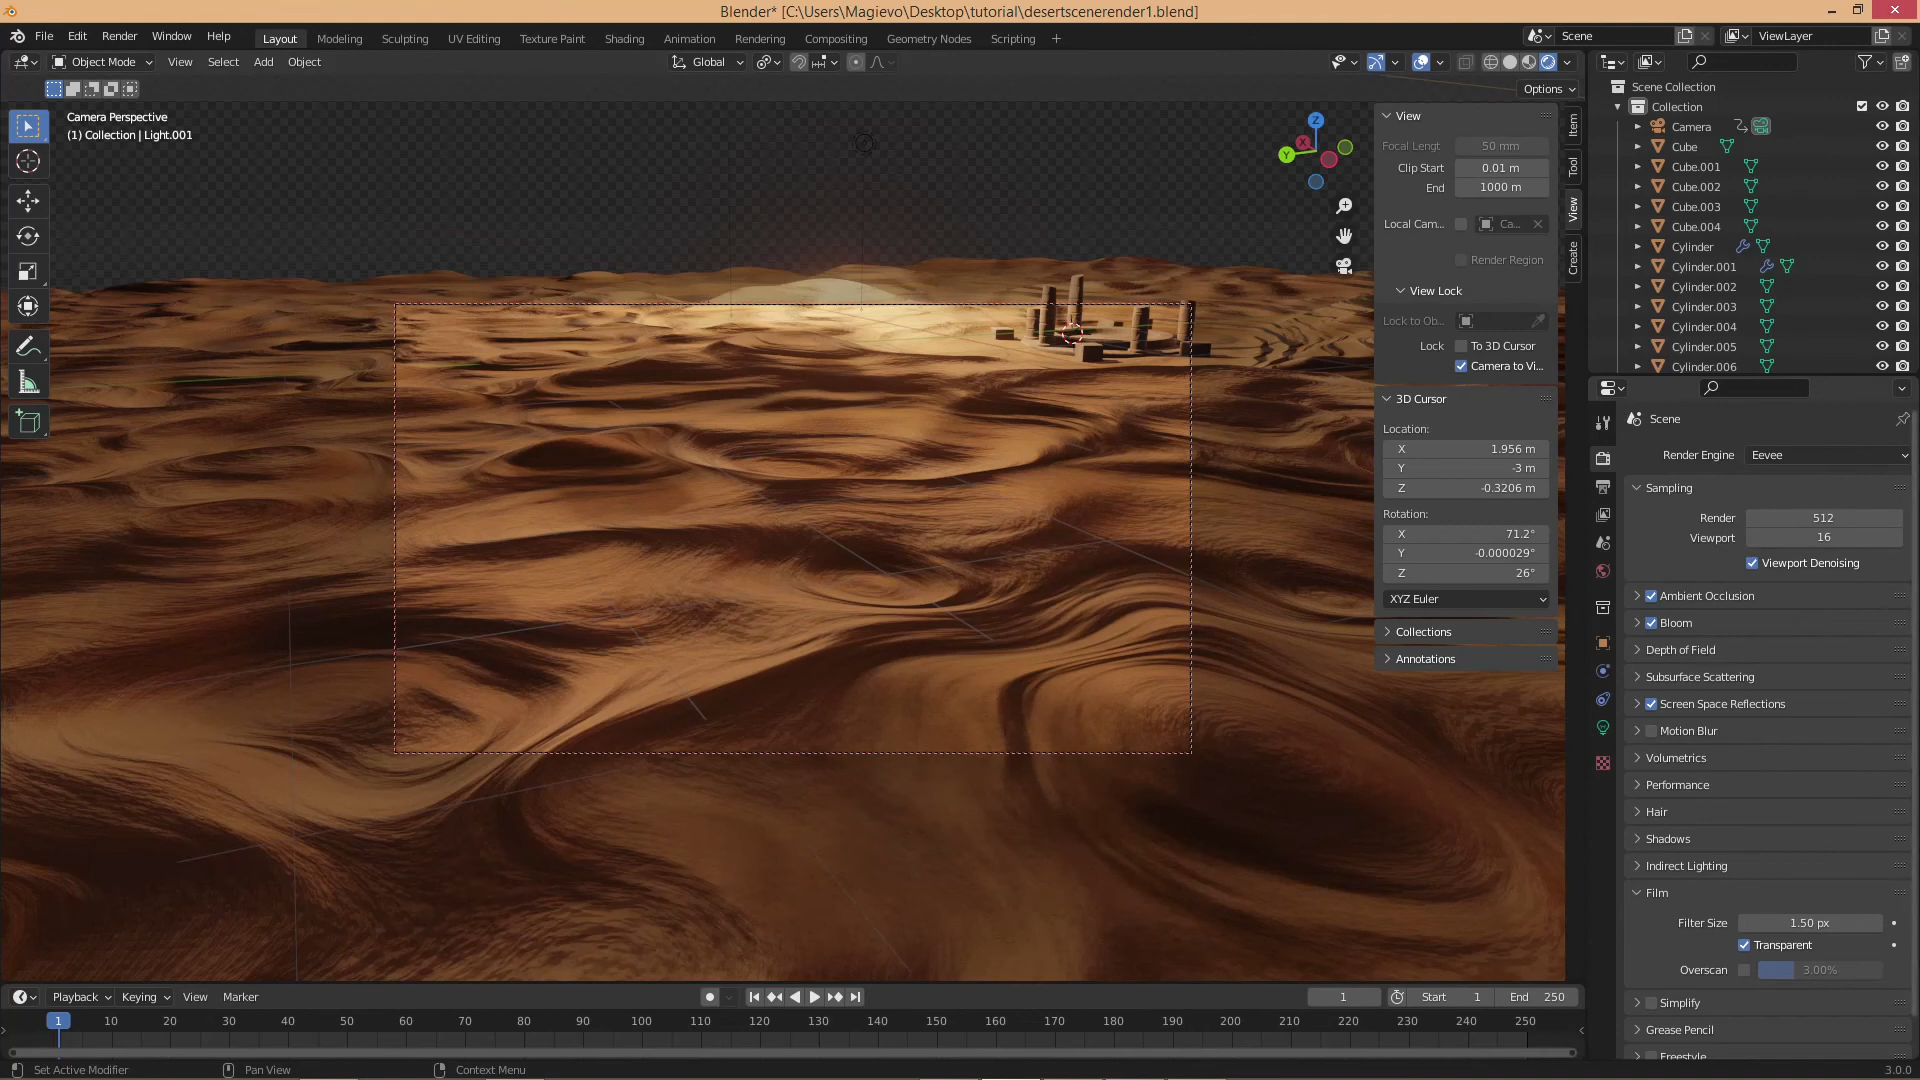 Blender* [C:\Users\Magievo\Desktop\tutorial\desertscenerender1.blend]
File Edit Render Window Help
Layout Modeling Sculpting UV Editing Texture Paint Shading Animation Rendering Compositing Geometry Nodes Scripting +
Scene
ViewLayer
Object Mode View Select Add Object
Global
Options
Camera Perspective
(1) Collection | Light.001
Z
X
Y
View
Focal Lengt 50 mm
Clip Start 0.01 m
End 1000 m
Local Cam... Ca...
Render Region
View Lock
Lock to Ob...
Lock To 3D Cursor
Camera to Vi...
3D Cursor
Location:
X 1.956 m
Y -3 m
Z -0.3206 m
Rotation:
X 71.2°
Y -0.000029°
Z 26°
XYZ Euler
Collections
Annotations
Item
Tool
View
Create
Scene Collection
Collection
Camera
Cube
Cube.001
Cube.002
Cube.003
Cube.004
Cylinder
Cylinder.001
Cylinder.002
Cylinder.003
Cylinder.004
Cylinder.005
Cylinder.006
Scene
Render Engine Eevee
Sampling
Render 512
Viewport 16
Viewport Denoising
Ambient Occlusion
Bloom
Depth of Field
Subsurface Scattering
Screen Space Reflections
Motion Blur
Volumetrics
Performance
Hair
Shadows
Indirect Lighting
Film
Filter Size 1.50 px
Transparent
Overscan 3.00%
Simplify
Grease Pencil
Freestyle
Playback Keying View Marker
1 Start 1 End 250
1 10 20 30 40 50 60 70 80 90 100 110 120 130 140 150 160 170 180 190 200 210 220 230 240 250
Set Active Modifier Pan View Context Menu
3.0.0